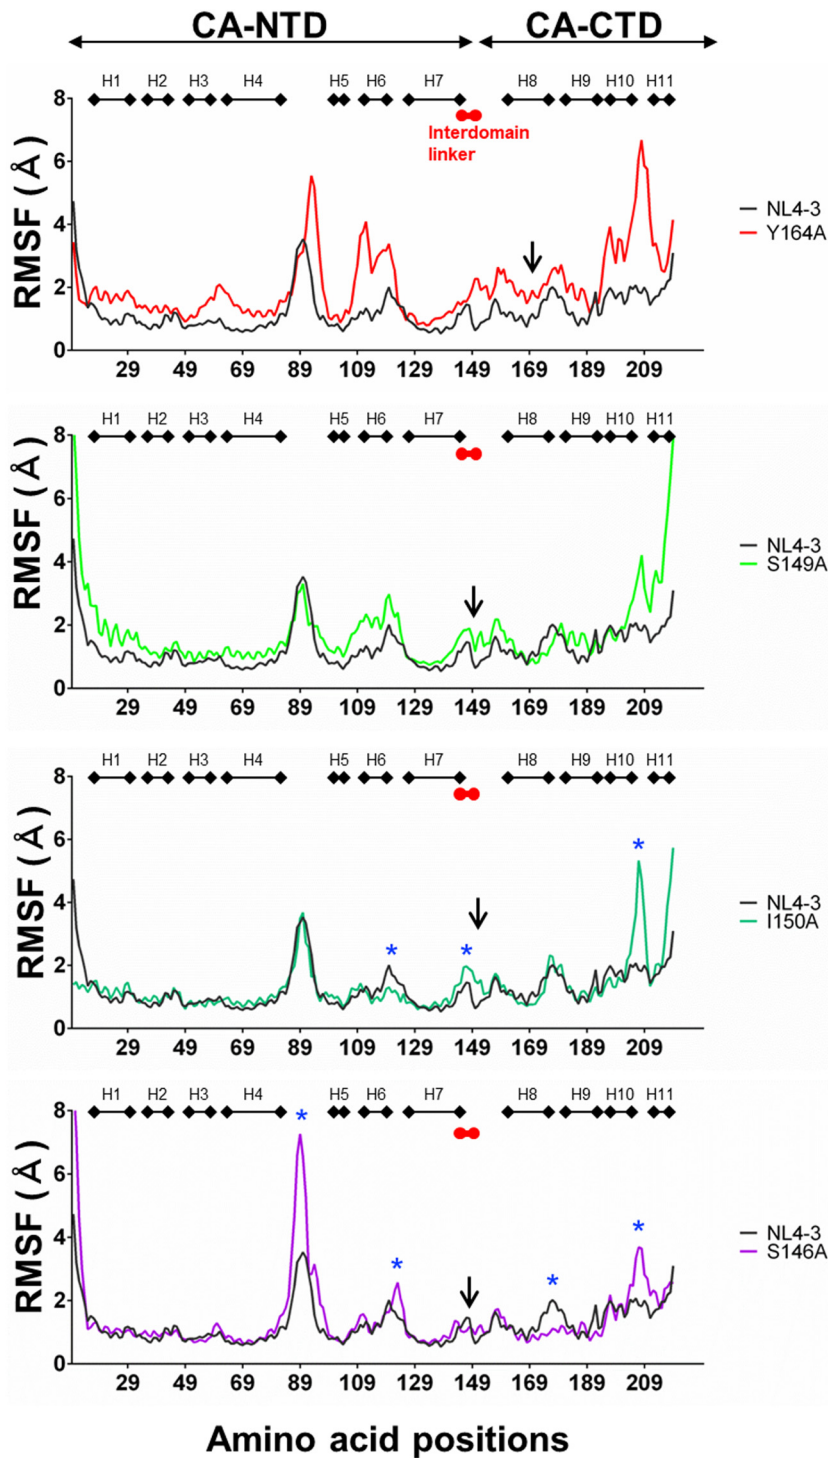 CA-NTD CA-CTD
H1 H2 H3 H4 H5 H6 H7 H8 H9 H10 H11
8
Interdomain
linker
6
4
2
0
RMSF (Å)
NL4-3
Y164A
29 49 69 89 109 129 149 169 189 209
H1 H2 H3 H4 H5 H6 H7 H8 H9 H10 H11
8
6
4
2
0
RMSF (Å)
NL4-3
S149A
29 49 69 89 109 129 149 169 189 209
H1 H2 H3 H4 H5 H6 H7 H8 H9 H10 H11
8
6
*
4
* *
2
0
RMSF (Å)
NL4-3
I150A
29 49 69 89 109 129 149 169 189 209
H1 H2 H3 H4 H5 H6 H7 H8 H9 H10 H11
8
*
6
4
* * *
2
0
RMSF (Å)
NL4-3
S146A
29 49 69 89 109 129 149 169 189 209
Amino acid positions